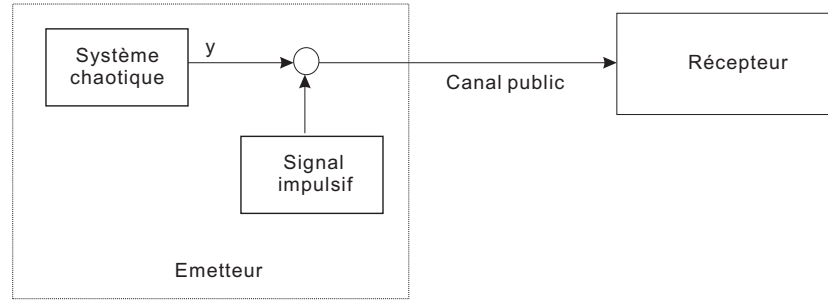 Système
chaotique
y
Canal public
Récepteur
Signal
impulsif
Emetteur